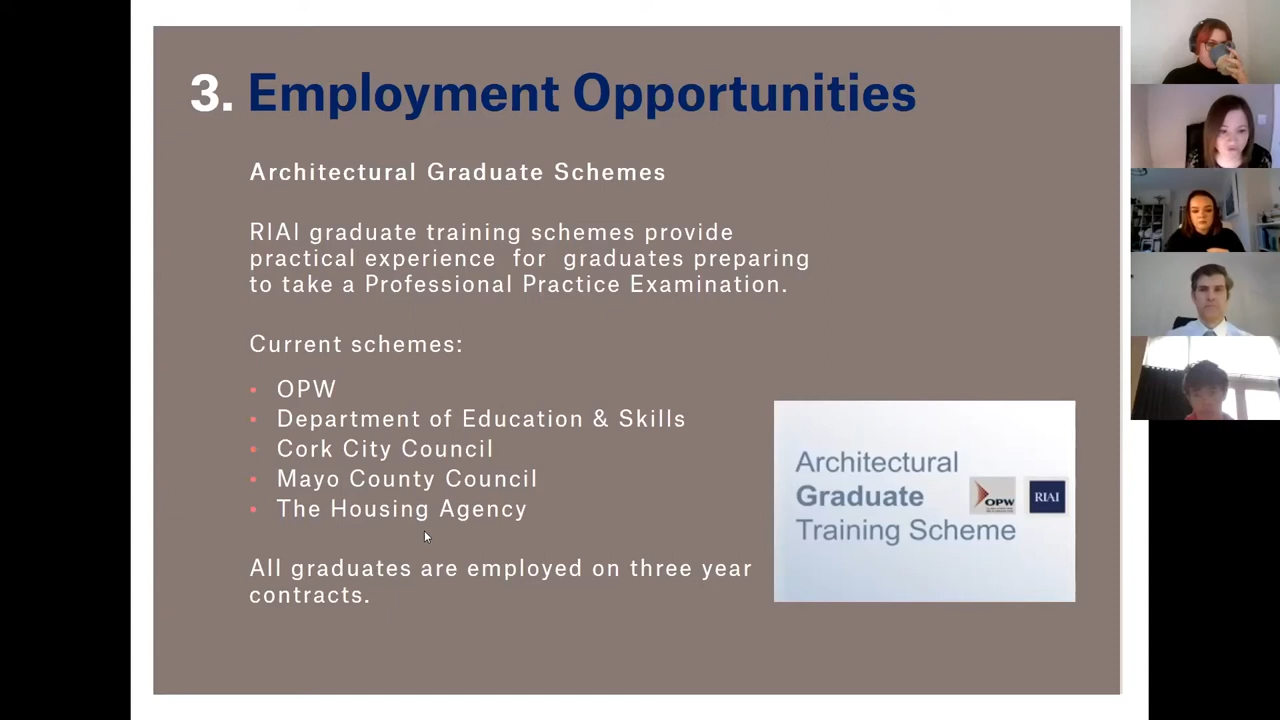 3. Employment Opportunities
Architectural Graduate Schemes
RIAI graduate training schemes provide
practical experience for graduates preparing
to take a Professional Practice Examination.
Current schemes:
• OPW
• Department of Education & Skills
• Cork City Council
• Mayo County Council
• The Housing Agency
All graduates are employed on three year
contracts.
Architectural
Graduate
Training Scheme
OPW
RIAI